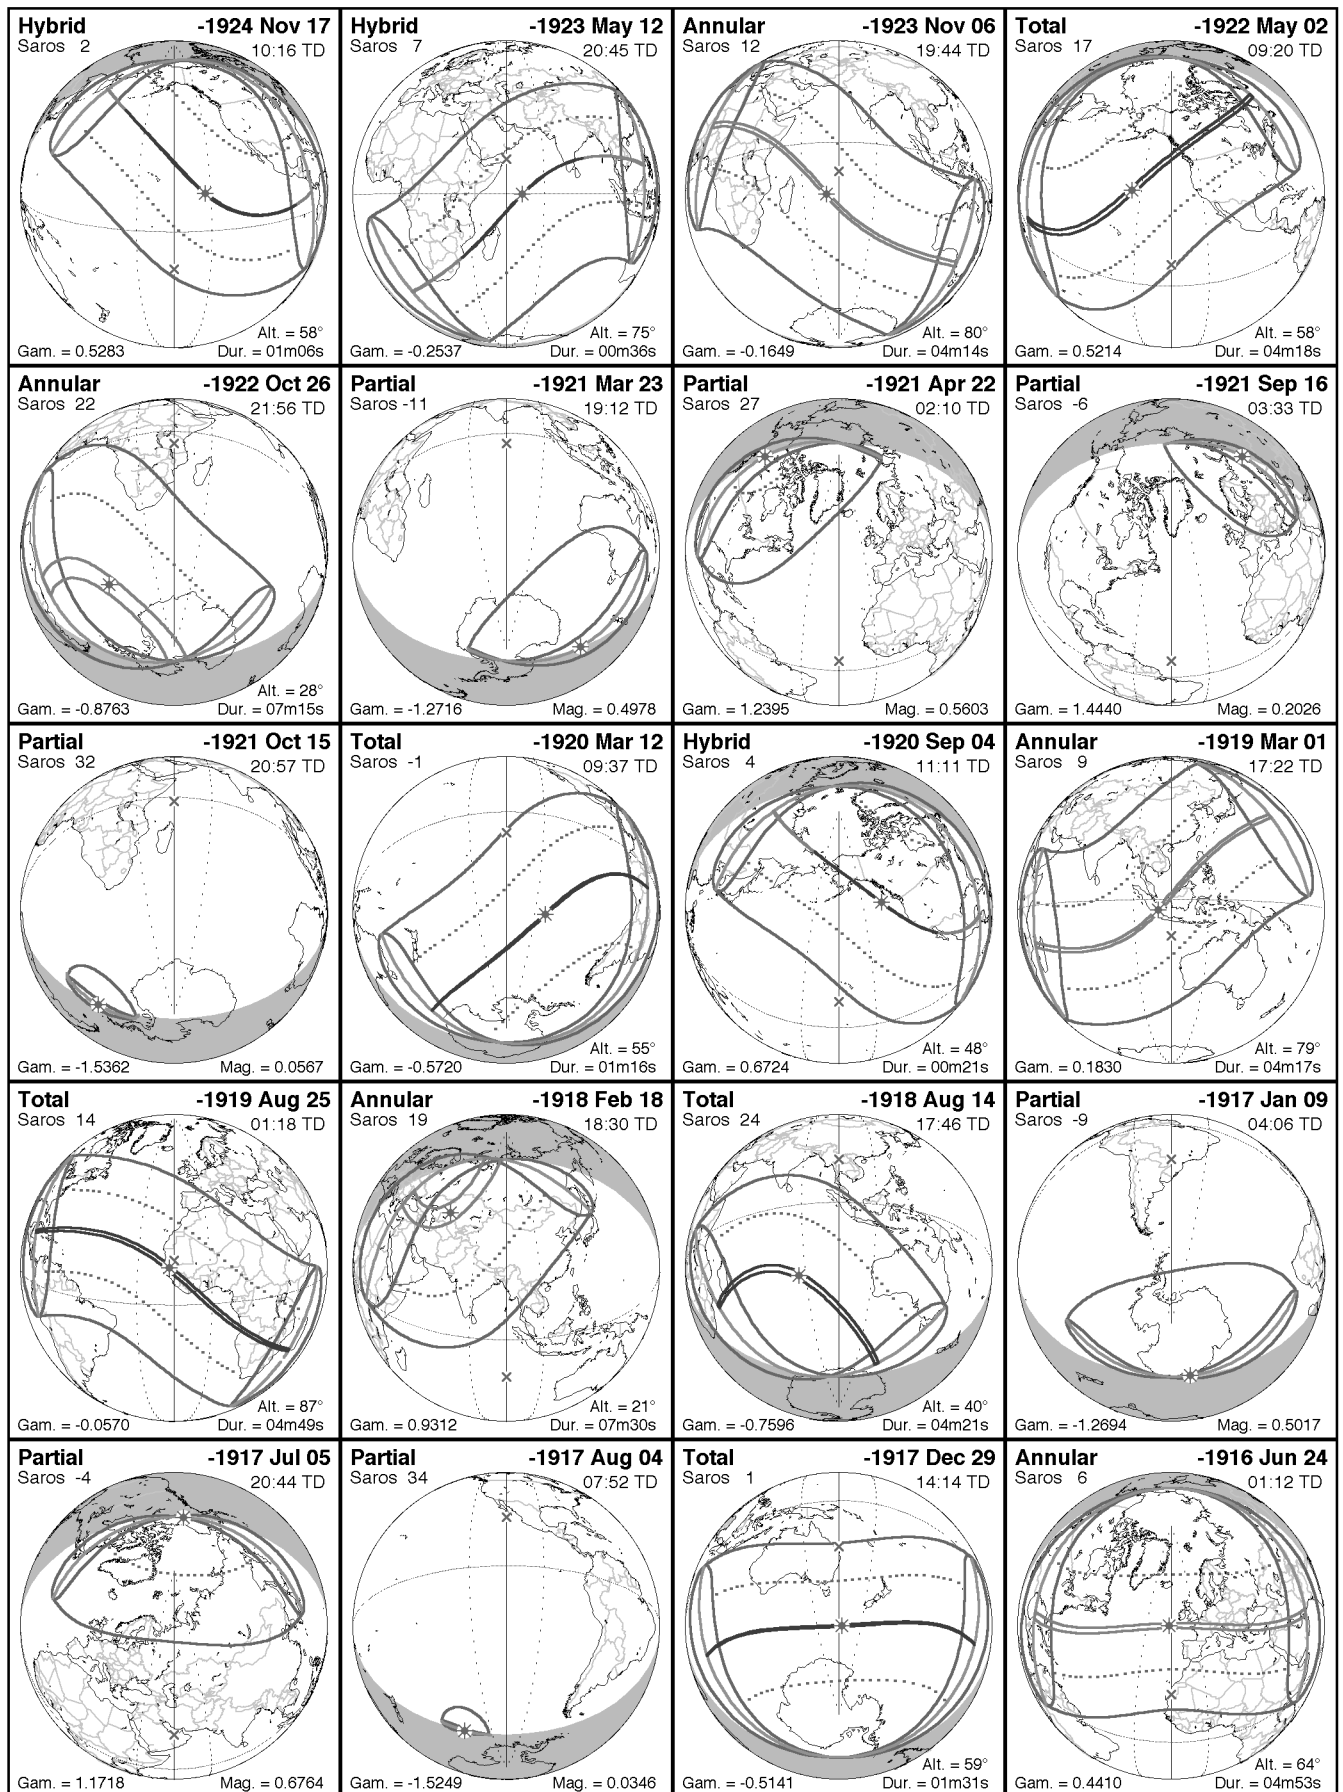 Hybrid -1924 Nov 17
Saros 2 10:16 TD
Alt. = 58°
Gam. = 0.5283 Dur. = 01m06s
Hybrid -1923 May 12
Saros 7 20:45 TD
Alt. = 75°
Gam. = -0.2537 Dur. = 00m36s
Annular -1923 Nov 06
Saros 12 19:44 TD
Alt. = 80°
Gam. = -0.1649 Dur. = 04m14s
Total -1922 May 02
Saros 17 09:20 TD
Alt. = 58°
Gam. = 0.5214 Dur. = 04m18s
Annular -1922 Oct 26
Saros 22 21:56 TD
Alt. = 28°
Gam. = -0.8763 Dur. = 07m15s
Partial -1921 Mar 23
Saros -11 19:12 TD
Gam. = -1.2716 Mag. = 0.4978
Partial -1921 Apr 22
Saros 27 02:10 TD
Gam. = 1.2395 Mag. = 0.5603
Partial -1921 Sep 16
Saros -6 03:33 TD
Gam. = 1.4440 Mag. = 0.2026
Partial -1921 Oct 15
Saros 32 20:57 TD
Gam. = -1.5362 Mag. = 0.0567
Total -1920 Mar 12
Saros -1 09:37 TD
Alt. = 55°
Gam. = -0.5720 Dur. = 01m16s
Hybrid -1920 Sep 04
Saros 4 11:11 TD
Alt. = 48°
Gam. = 0.6724 Dur. = 00m21s
Annular -1919 Mar 01
Saros 9 17:22 TD
Alt. = 79°
Gam. = 0.1830 Dur. = 04m17s
Total -1919 Aug 25
Saros 14 01:18 TD
Alt. = 87°
Gam. = -0.0570 Dur. = 04m49s
Annular -1918 Feb 18
Saros 19 18:30 TD
Alt. = 21°
Gam. = 0.9312 Dur. = 07m30s
Total -1918 Aug 14
Saros 24 17:46 TD
Alt. = 40°
Gam. = -0.7596 Dur. = 04m21s
Partial -1917 Jan 09
Saros -9 04:06 TD
Gam. = -1.2694 Mag. = 0.5017
Partial -1917 Jul 05
Saros -4 20:44 TD
Gam. = 1.1718 Mag. = 0.6764
Partial -1917 Aug 04
Saros 34 07:52 TD
Gam. = -1.5249 Mag. = 0.0346
Total -1917 Dec 29
Saros 1 14:14 TD
Alt. = 59°
Gam. = -0.5141 Dur. = 01m31s
Annular -1916 Jun 24
Saros 6 01:12 TD
Alt. = 64°
Gam. = 0.4410 Dur. = 04m53s